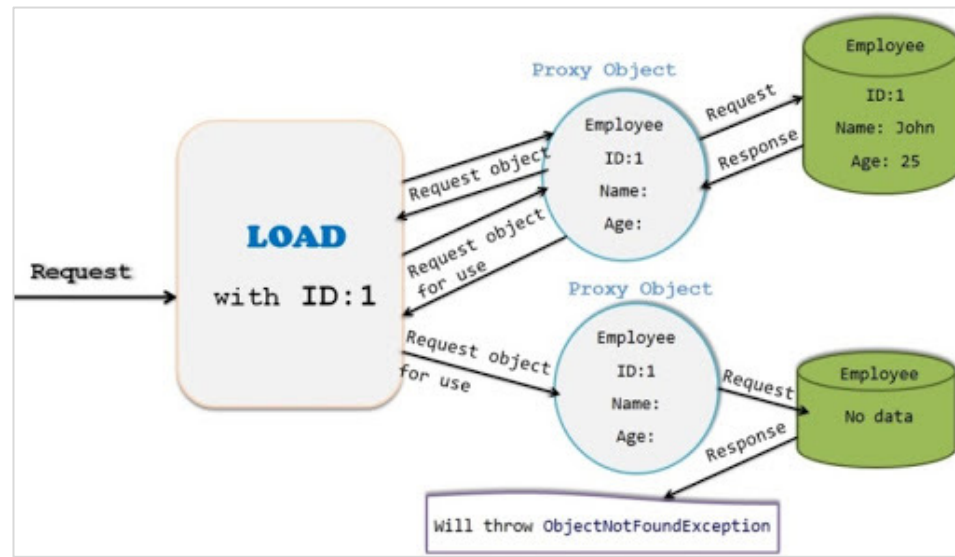 Request
LOAD
with ID:1
Request object
Request object
for use
Request object
for use
Proxy Object
Employee
ID:1
Name:
Age:
Request
Response
Employee
ID:1
Name: John
Age: 25
Proxy Object
Employee
ID:1
Name:
Age:
Request
Response
Employee
No data
Will throw ObjectNotFoundException